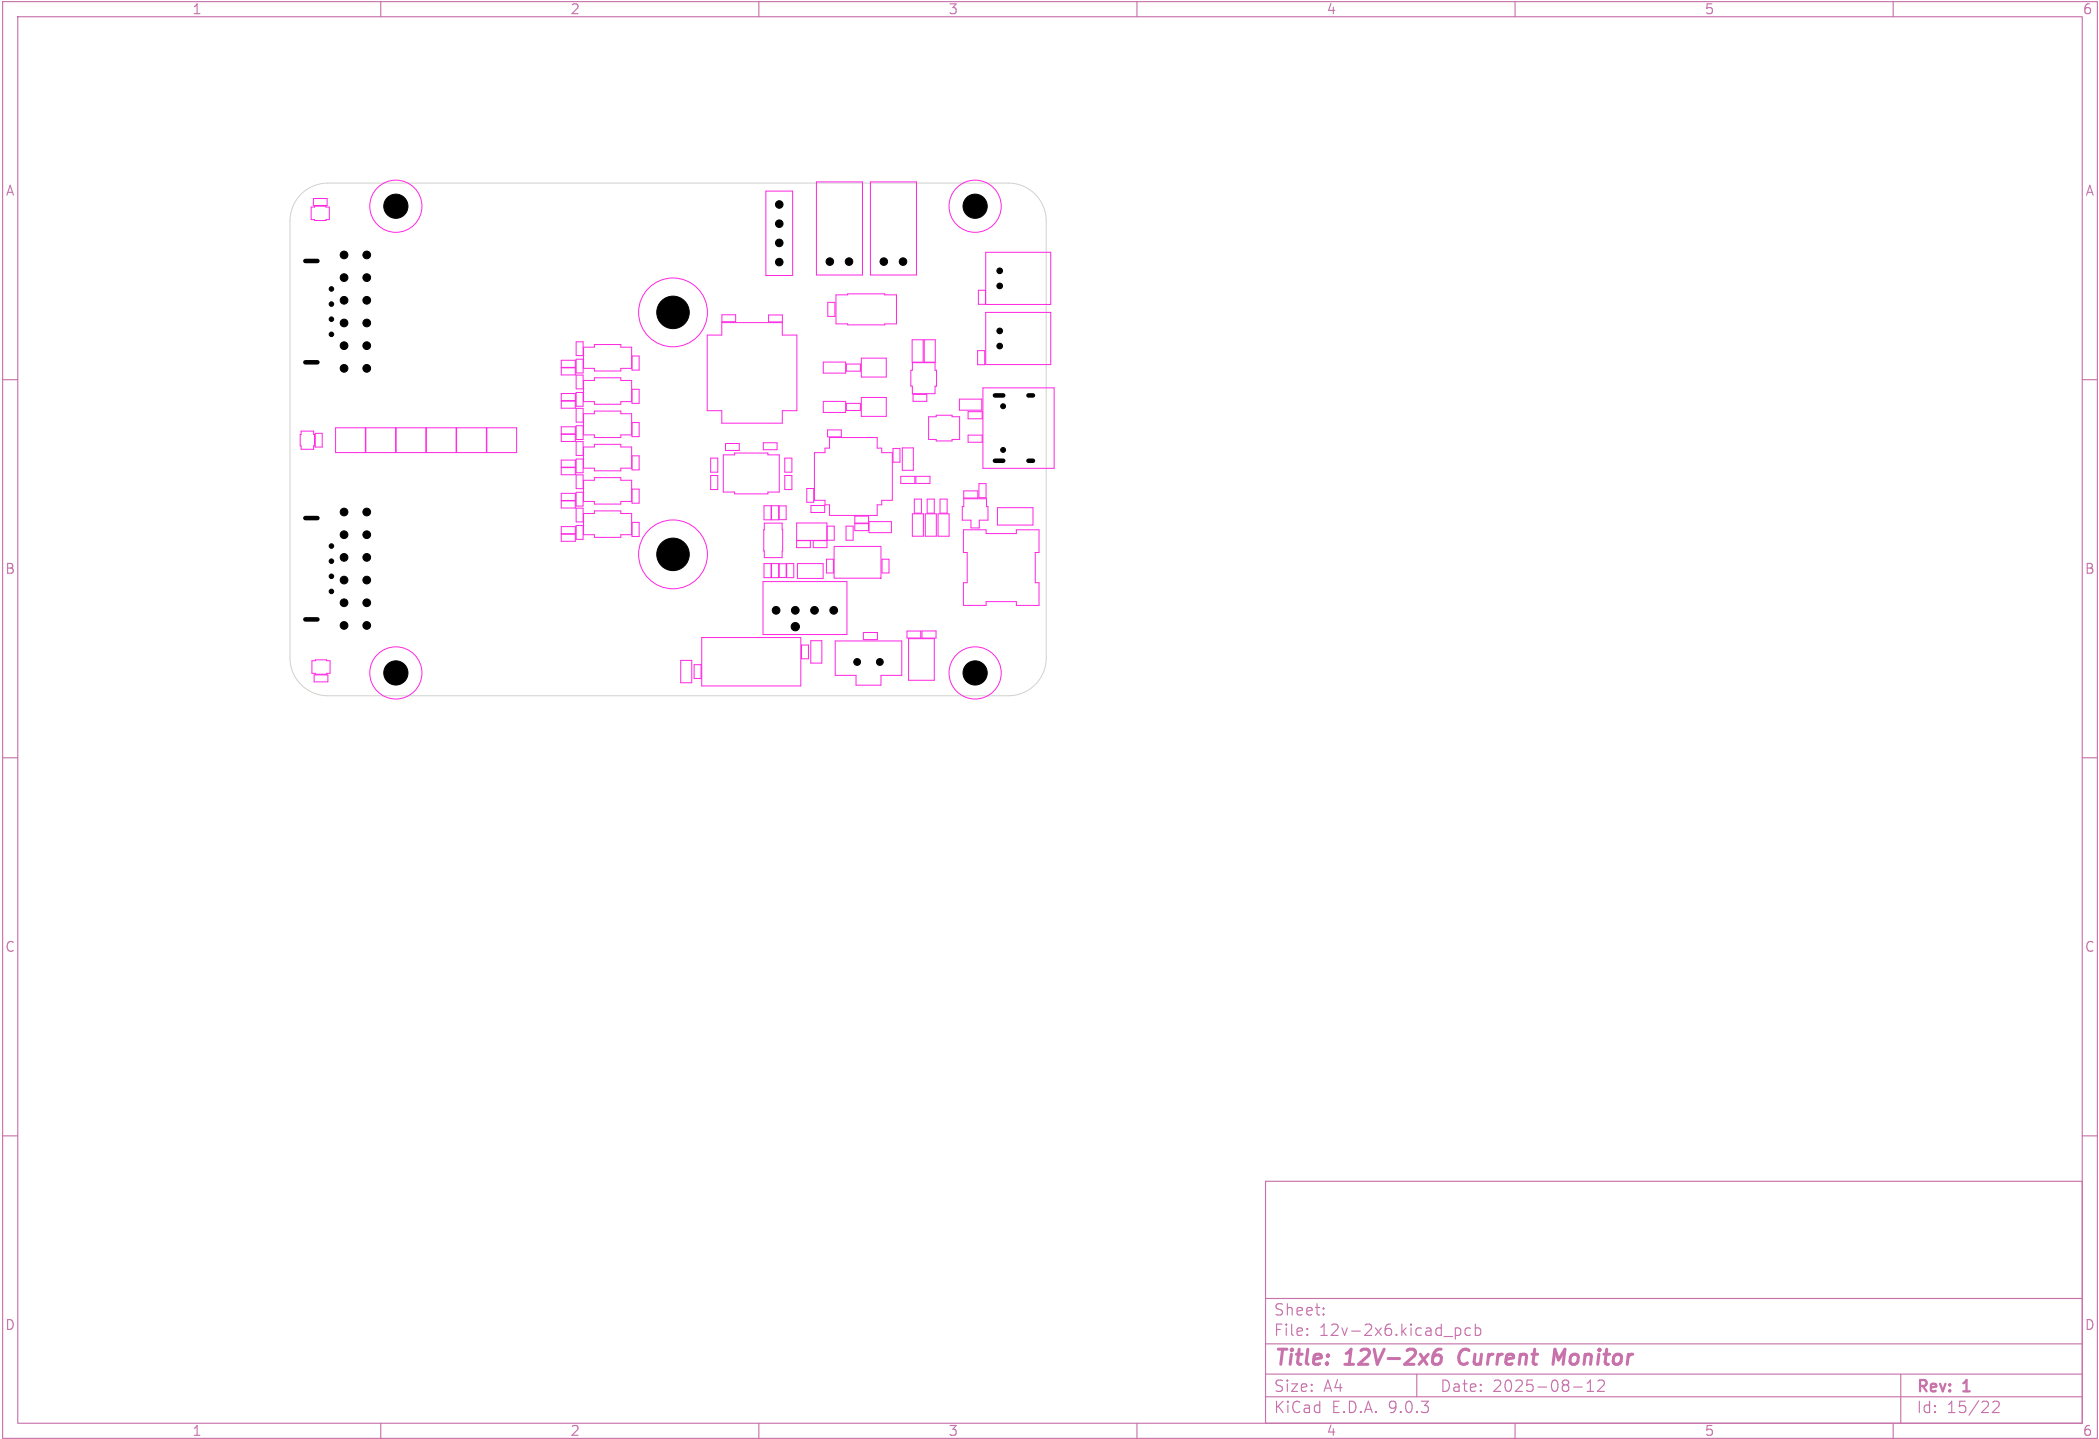 1 2 3 4 5 6
A A
B B
C C
D D
Sheet:
File: 12v-2x6.kicad_pcb
Title: 12V-2x6 Current Monitor
Size: A4 Date: 2025-08-12 Rev: 1
KiCad E.D.A. 9.0.3 Id: 15/22
1 2 3 4 5 6